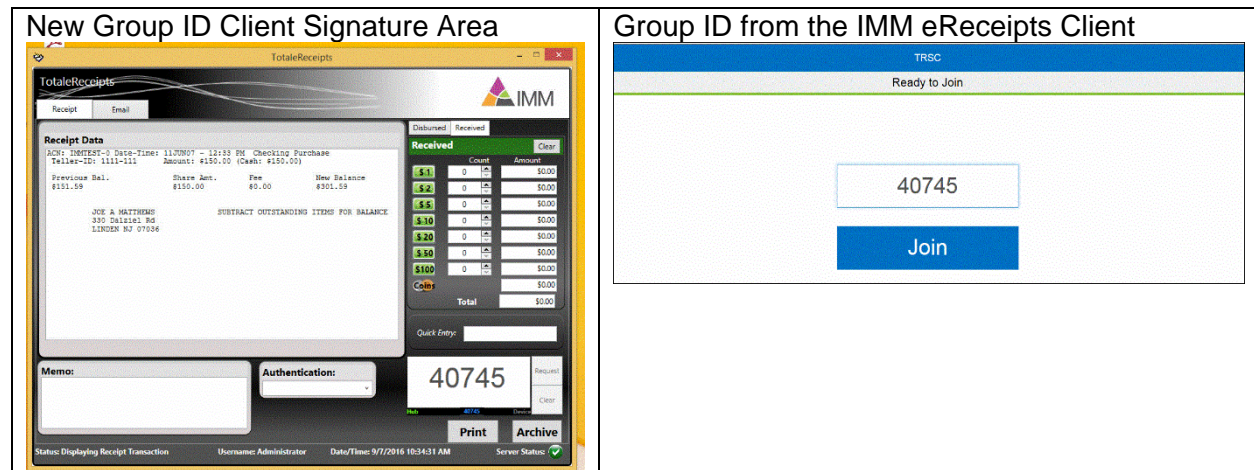 New Group ID Client Signature Area
TotaleReceipts
TotaleReceipts
IMM
Receipt Email
Receipt Data
ACN: IMMTEST-0 Date-Time: 11JUN07 - 12:33 PM Checking Purchase
Teller-ID: 1111-111 Amount: $150.00 (Cash: $150.00)
Previous Bal. Share Amt. Fee New Balance
$151.59 $150.00 $0.00 $301.59
JOE A MATTHEWS SUBTRACT OUTSTANDING ITEMS FOR BALANCE
330 Dalziel Rd
LINDEN NJ 07036
Disbursed Received
Received Clear
Count Amount
$ 1 0 $0.00
$ 2 0 $0.00
$ 5 0 $0.00
$ 10 0 $0.00
$ 20 0 $0.00
$ 50 0 $0.00
$100 0 $0.00
Coins $0.00
Total $0.00
Quick Entry:
Memo:
Authentication:
40745
Request
Clear
Hub 40745 Device
Print Archive
Status: Displaying Receipt Transaction Username: Administrator Date/Time: 9/7/2016 10:34:31 AM Server Status:
Group ID from the IMM eReceipts Client
TRSC
Ready to Join
40745
Join